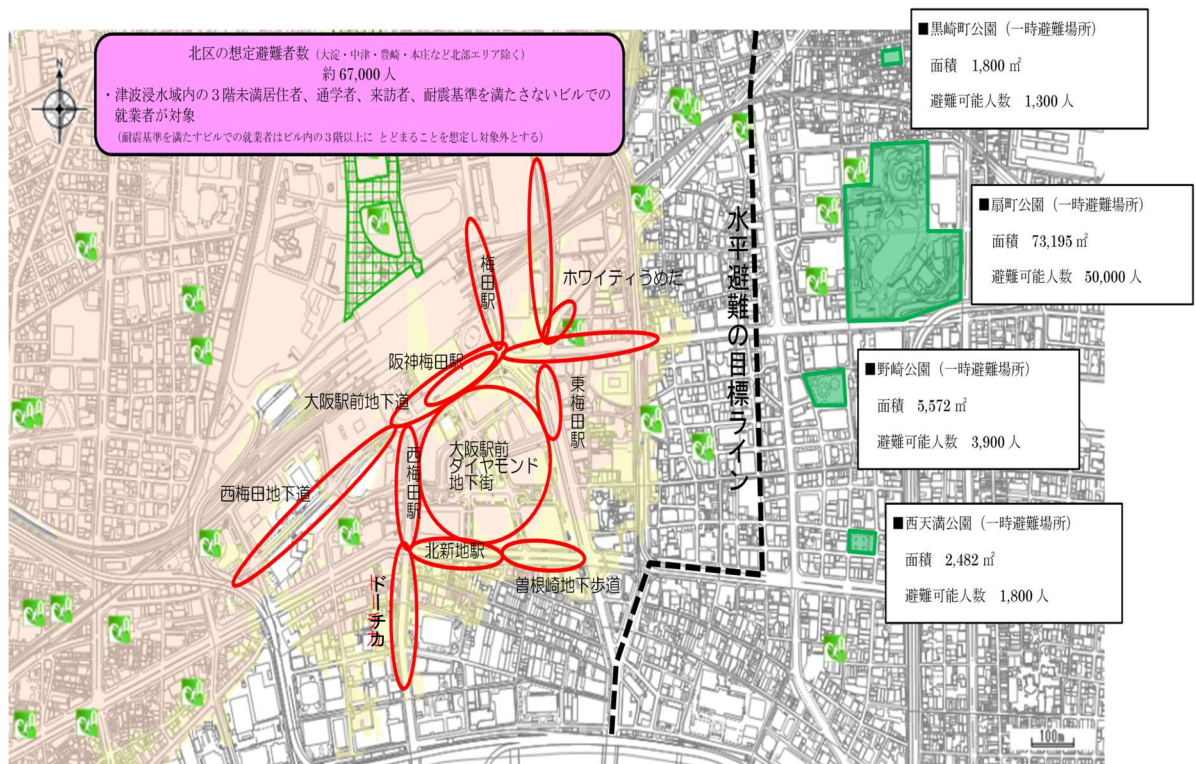 北区の想定避難者数（大淀・中津・豊崎・本庄など北部エリア除く）
約 67,000 人
・津波浸水域内の３階未満居住者、通学者、来訪者、耐震基準を満たさないビルでの
就業者が対象
（耐震基準を満たすビルでの就業者はビル内の３階以上に とどまることを想定し対象外とする）
N
■黒崎町公園（一時避難場所）
面積 1,800 ㎡
避難可能人数 1,300 人
■扇町公園（一時避難場所）
面積 73,195 ㎡
避難可能人数 50,000 人
■野崎公園（一時避難場所）
面積 5,572 ㎡
避難可能人数 3,900 人
■西天満公園（一時避難場所）
面積 2,482 ㎡
避難可能人数 1,800 人
水平避難の目標ライン
梅田駅
ホワイティうめだ
阪神梅田駅
大阪駅前地下道
東梅田駅
西梅田駅
大阪駅前
ダイヤモンド
地下街
西梅田地下道
北新地駅
曽根崎地下歩道
ドーチカ
100m